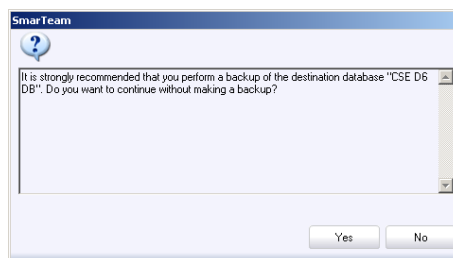 SmarTeam
It is strongly recommended that you perform a backup of the destination database "CSE D6
DB". Do you want to continue without making a backup?
Yes No